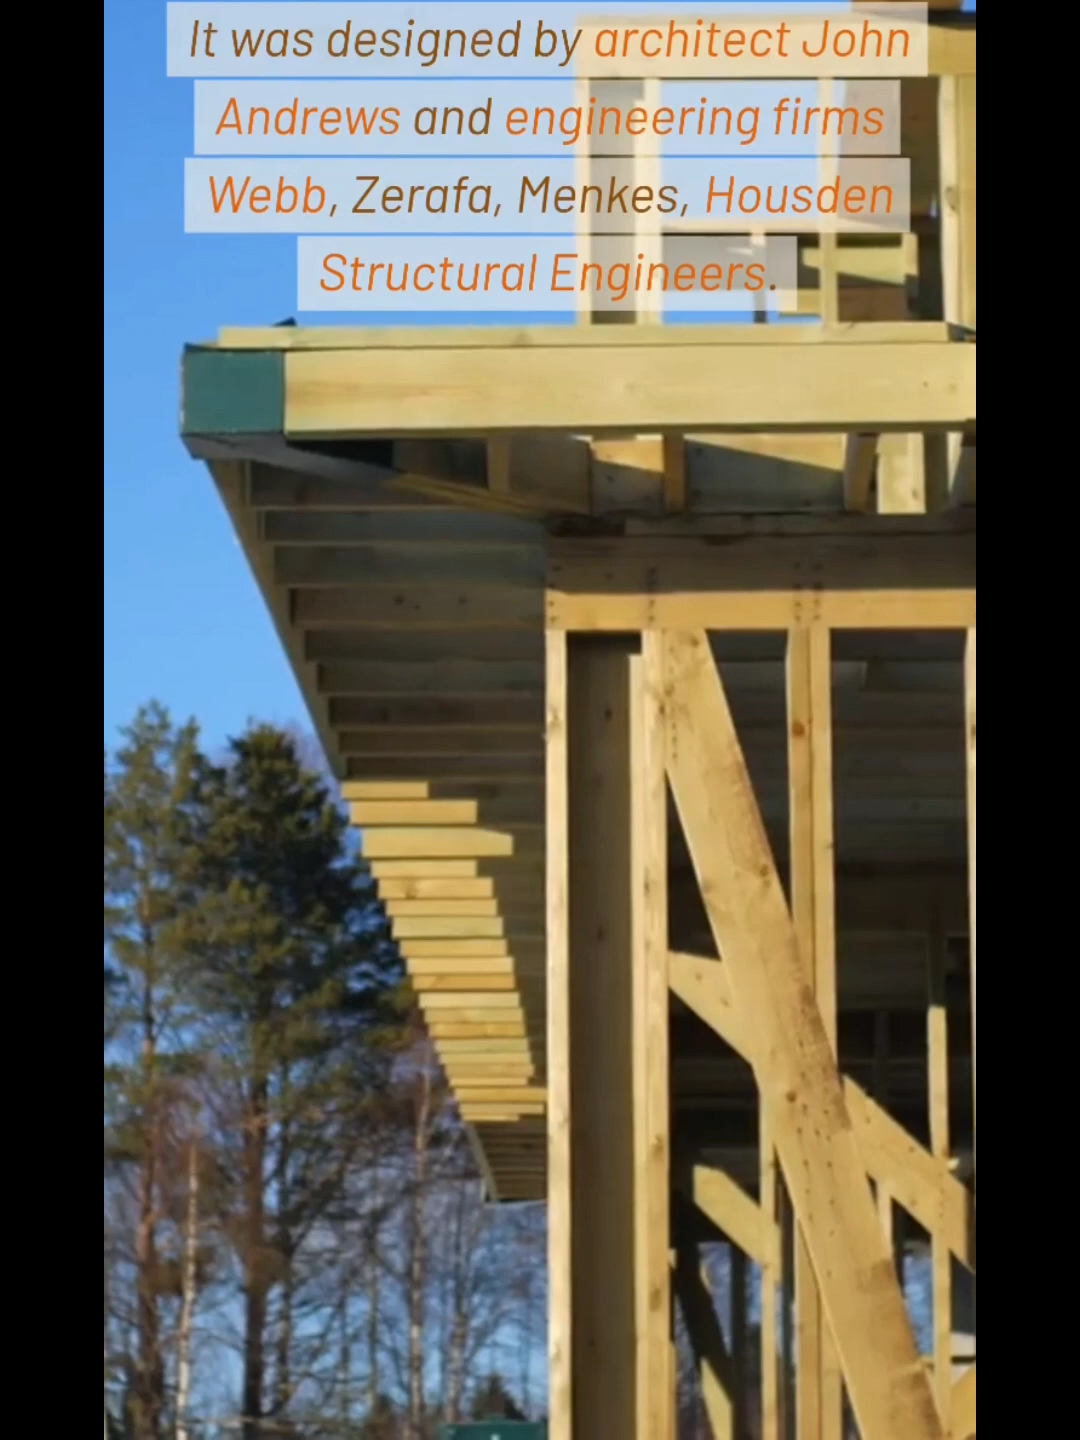 It was designed by architect John
Andrews and engineering firms
Webb, Zerafa, Menkes, Housden
Structural Engineers.